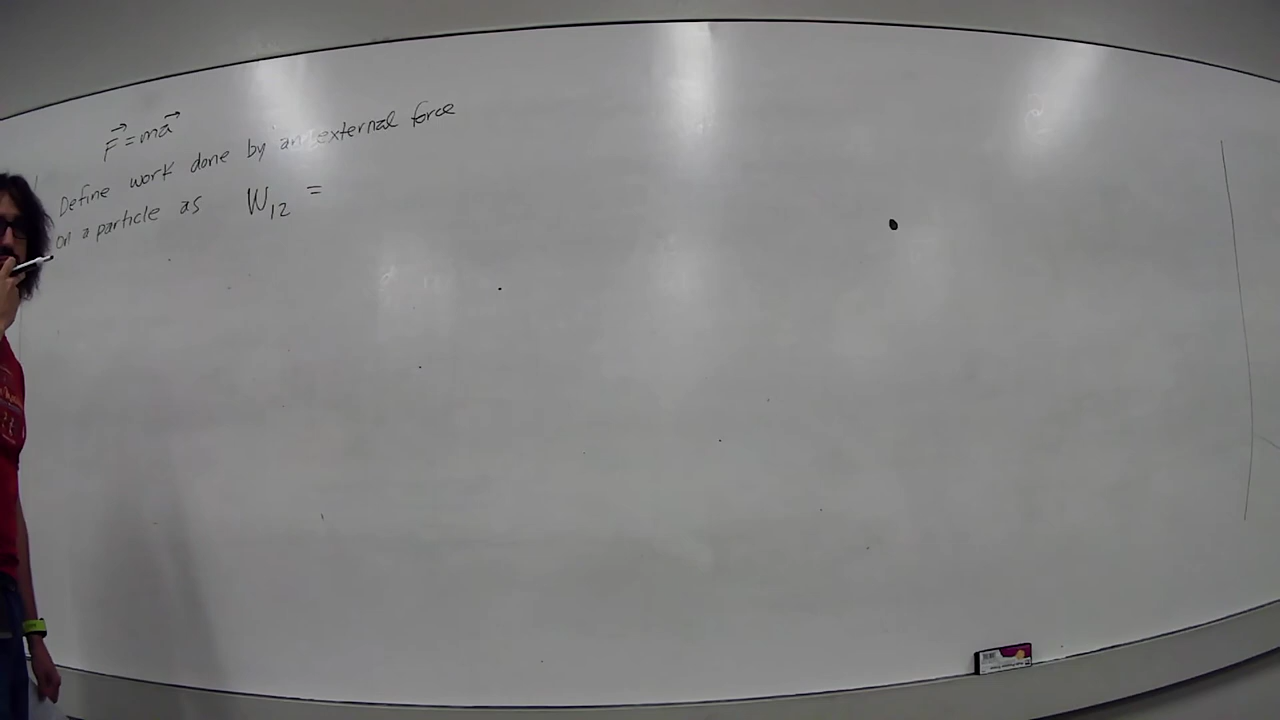 F⃗ = ma⃗
Define work done by an external force
on a particle as W₁₂ =